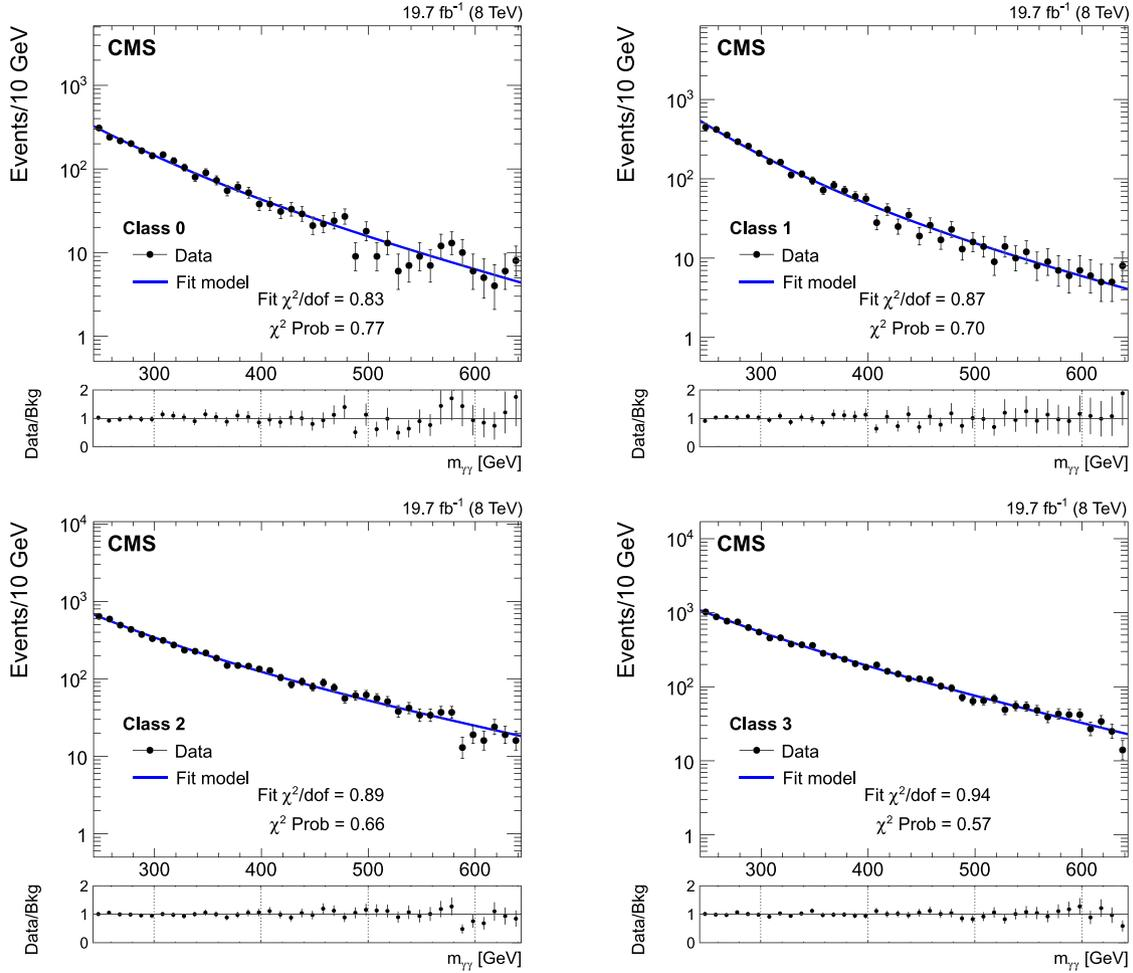 19.7 fb⁻¹ (8 TeV)
CMS
Events/10 GeV
10³
10²
10
1
Class 0
Data
Fit model
Fit χ²/dof = 0.83
χ² Prob = 0.77
300 400 500 600
Data/Bkg
2
1
0
mγγ [GeV]
19.7 fb⁻¹ (8 TeV)
CMS
Events/10 GeV
10³
10²
10
1
Class 1
Data
Fit model
Fit χ²/dof = 0.87
χ² Prob = 0.70
300 400 500 600
Data/Bkg
2
1
0
mγγ [GeV]
19.7 fb⁻¹ (8 TeV)
CMS
Events/10 GeV
10⁴
10³
10²
10
1
Class 2
Data
Fit model
Fit χ²/dof = 0.89
χ² Prob = 0.66
300 400 500 600
Data/Bkg
2
1
0
mγγ [GeV]
19.7 fb⁻¹ (8 TeV)
CMS
Events/10 GeV
10⁴
10³
10²
10
1
Class 3
Data
Fit model
Fit χ²/dof = 0.94
χ² Prob = 0.57
300 400 500 600
Data/Bkg
2
1
0
mγγ [GeV]